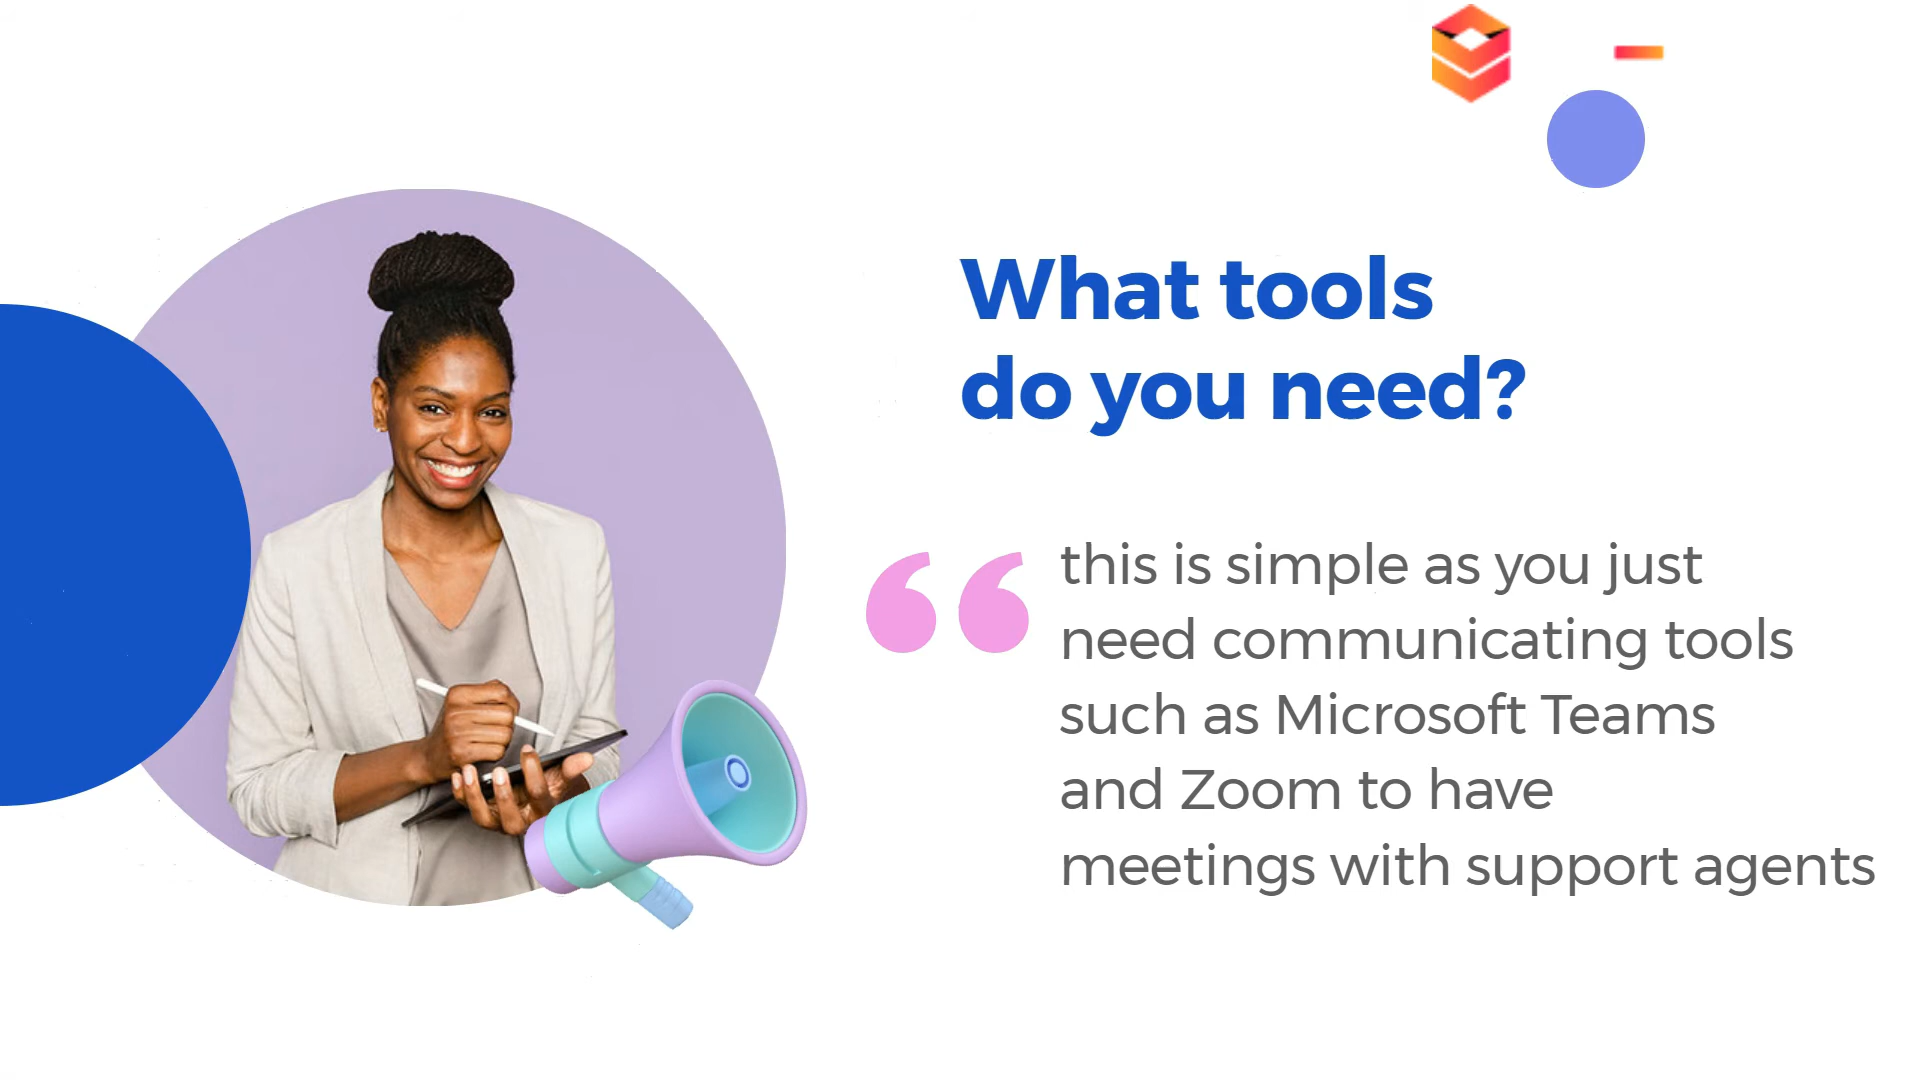 What tools
do you need?
this is simple as you just
need communicating tools
such as Microsoft Teams
and Zoom to have
meetings with support agents